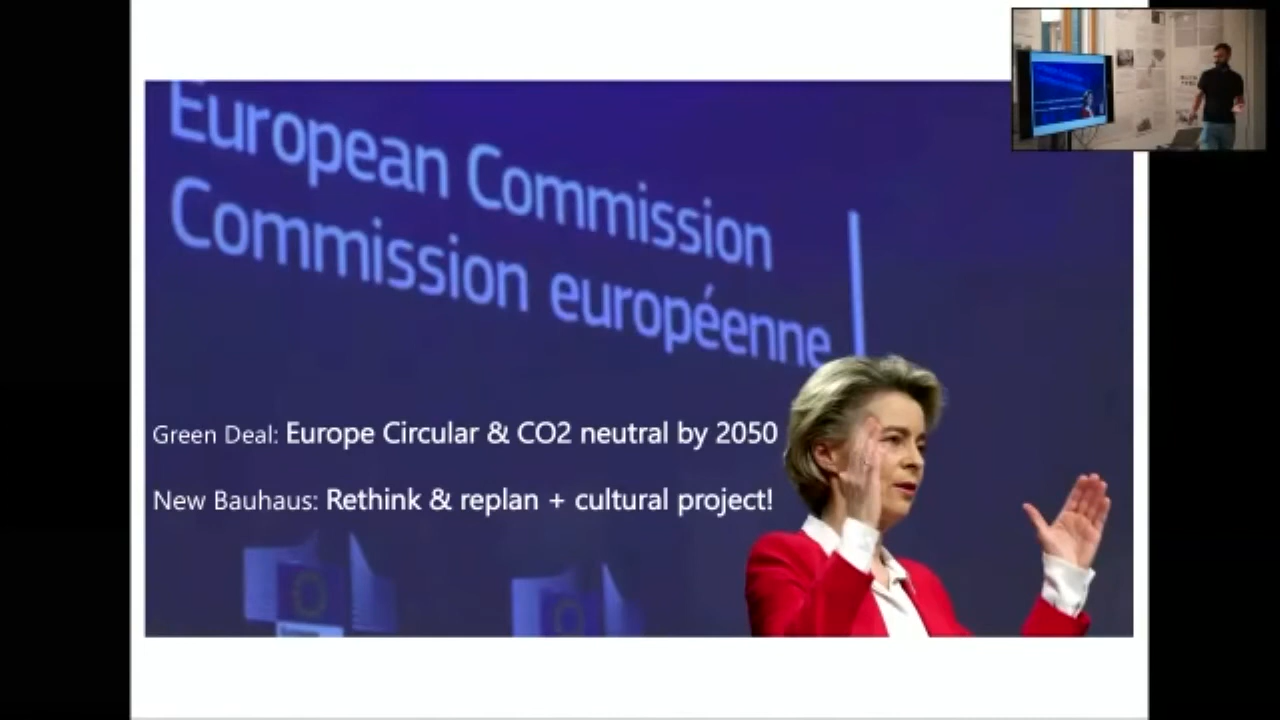 European Commission
Commission européenne
Green Deal: Europe Circular & CO2 neutral by 2050
New Bauhaus: Rethink & replan + cultural project!